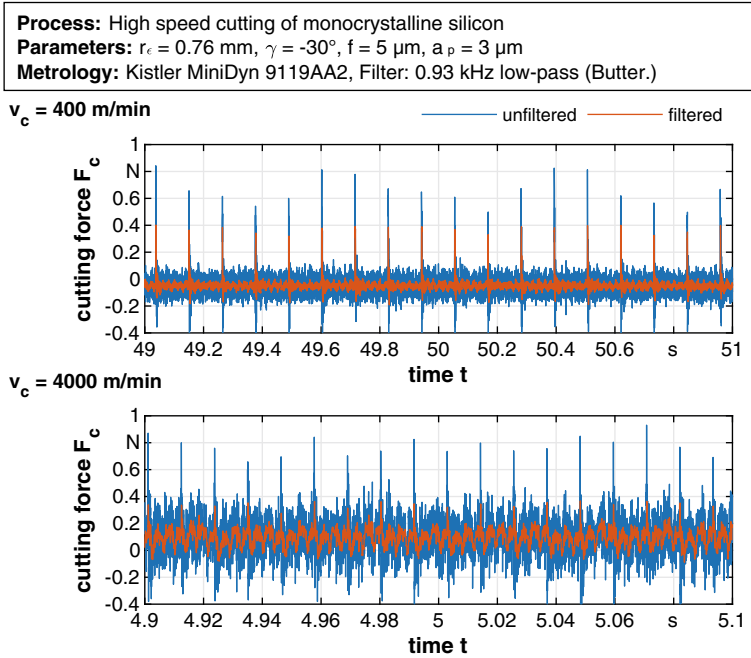 Process: High speed cutting of monocrystalline silicon
Parameters: rϵ = 0.76 mm, γ = -30°, f = 5 µm, a p = 3 µm
Metrology: Kistler MiniDyn 9119AA2, Filter: 0.93 kHz low-pass (Butter.)
v_c = 400 m/min
unfiltered filtered
cutting force F_c
1
N
0.6
0.4
0.2
0
-0.2
-0.4
49 49.2 49.4 49.6 49.8 50 50.2 50.4 50.6 s 51
time t
v_c = 4000 m/min
cutting force F_c
1
N
0.6
0.4
0.2
0
-0.2
-0.4
4.9 4.92 4.94 4.96 4.98 5 5.02 5.04 5.06 s 5.1
time t